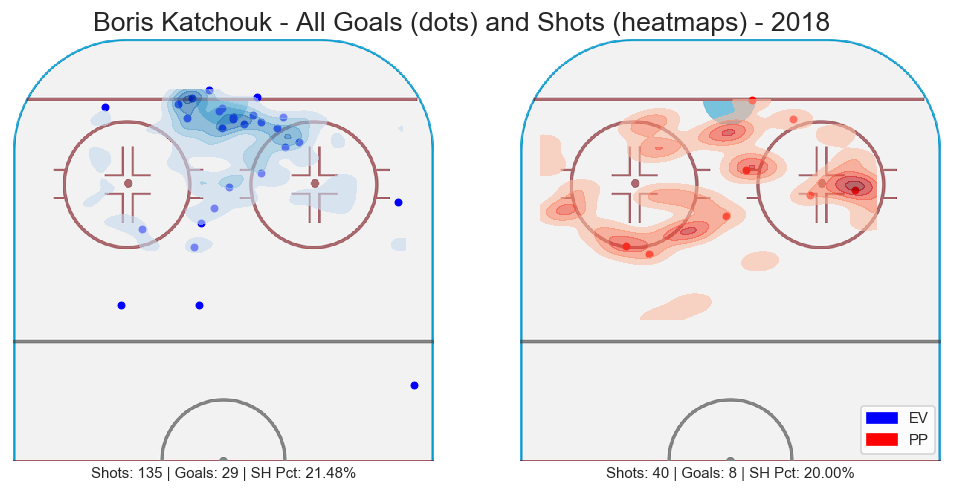 Boris Katchouk - All Goals (dots) and Shots (heatmaps) - 2018
EV
PP
Shots: 135 | Goals: 29 | SH Pct: 21.48%
Shots: 40 | Goals: 8 | SH Pct: 20.00%